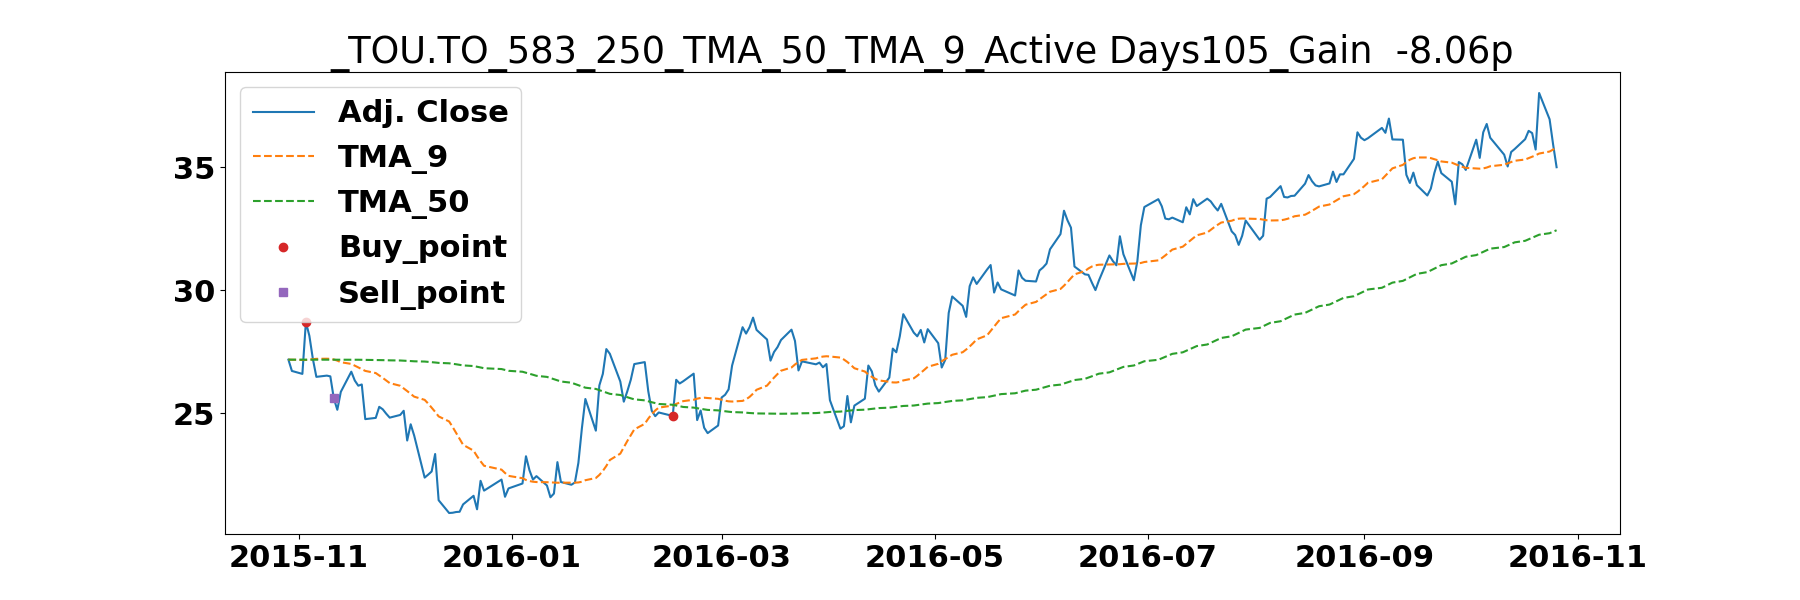 _TOU.TO_583_250_TMA_50_TMA_9_Active Days105_Gain  -8.06p
Adj. Close
TMA_9
TMA_50
Buy_point
Sell_point
35
30
25
2015-11
2016-01
2016-03
2016-05
2016-07
2016-09
2016-11